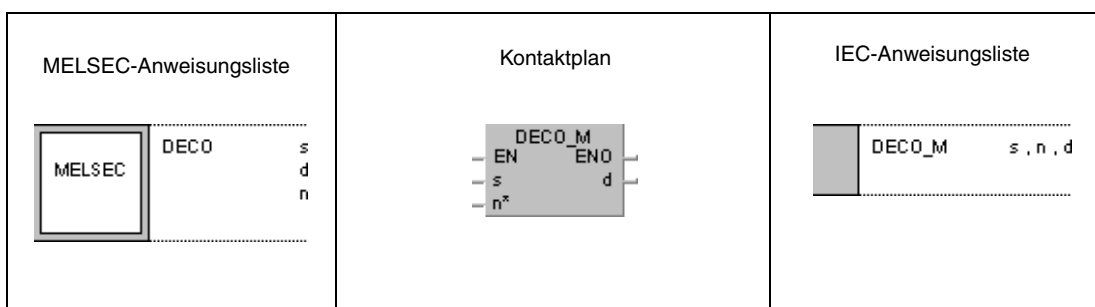 MELSEC-Anweisungsliste
MELSEC
DECO s
d
n
Kontaktplan
DECO_M
EN ENO
s d
n*
IEC-Anweisungsliste
DECO_M s , n , d